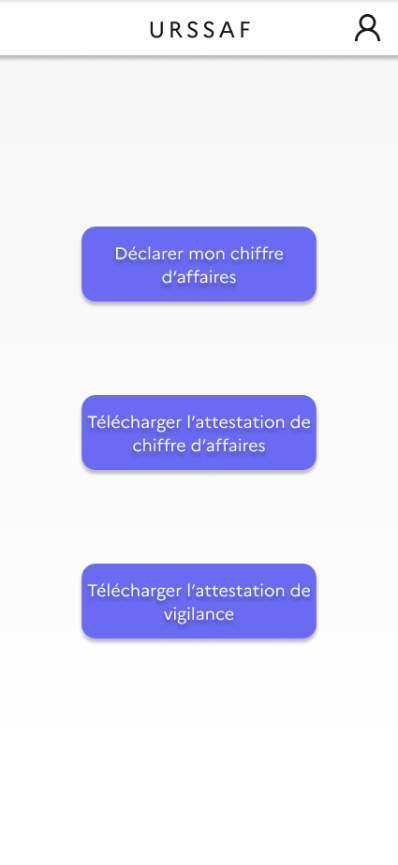 URSSAF
Déclarer mon chiffre
d’affaires
Télécharger l’attestation de
chiffre d’affaires
Télécharger l’attestation de
vigilance